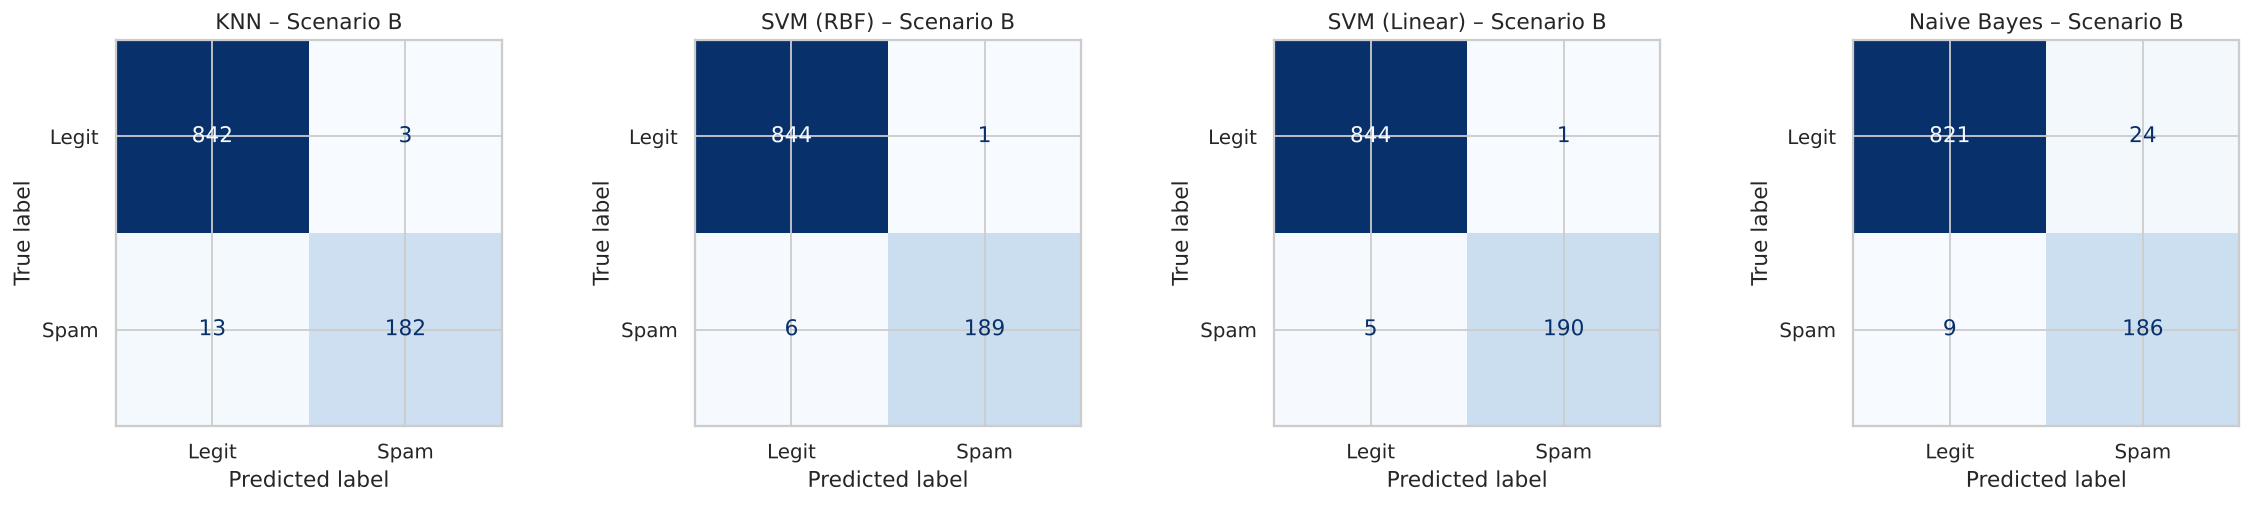 KNN – Scenario B
True label
Legit
842
3
Spam
13
182
Legit
Spam
Predicted label
SVM (RBF) – Scenario B
True label
Legit
844
1
Spam
6
189
Legit
Spam
Predicted label
SVM (Linear) – Scenario B
True label
Legit
844
1
Spam
5
190
Legit
Spam
Predicted label
Naive Bayes – Scenario B
True label
Legit
821
24
Spam
9
186
Legit
Spam
Predicted label